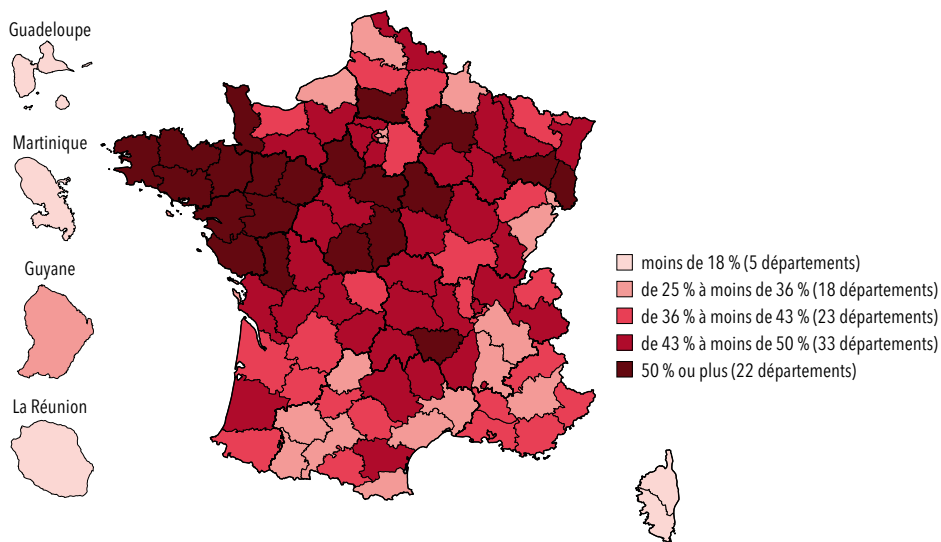 Guadeloupe
Martinique
Guyane
La Réunion
moins de 18 % (5 départements)
de 25 % à moins de 36 % (18 départements)
de 36 % à moins de 43 % (23 départements)
de 43 % à moins de 50 % (33 départements)
50 % ou plus (22 départements)